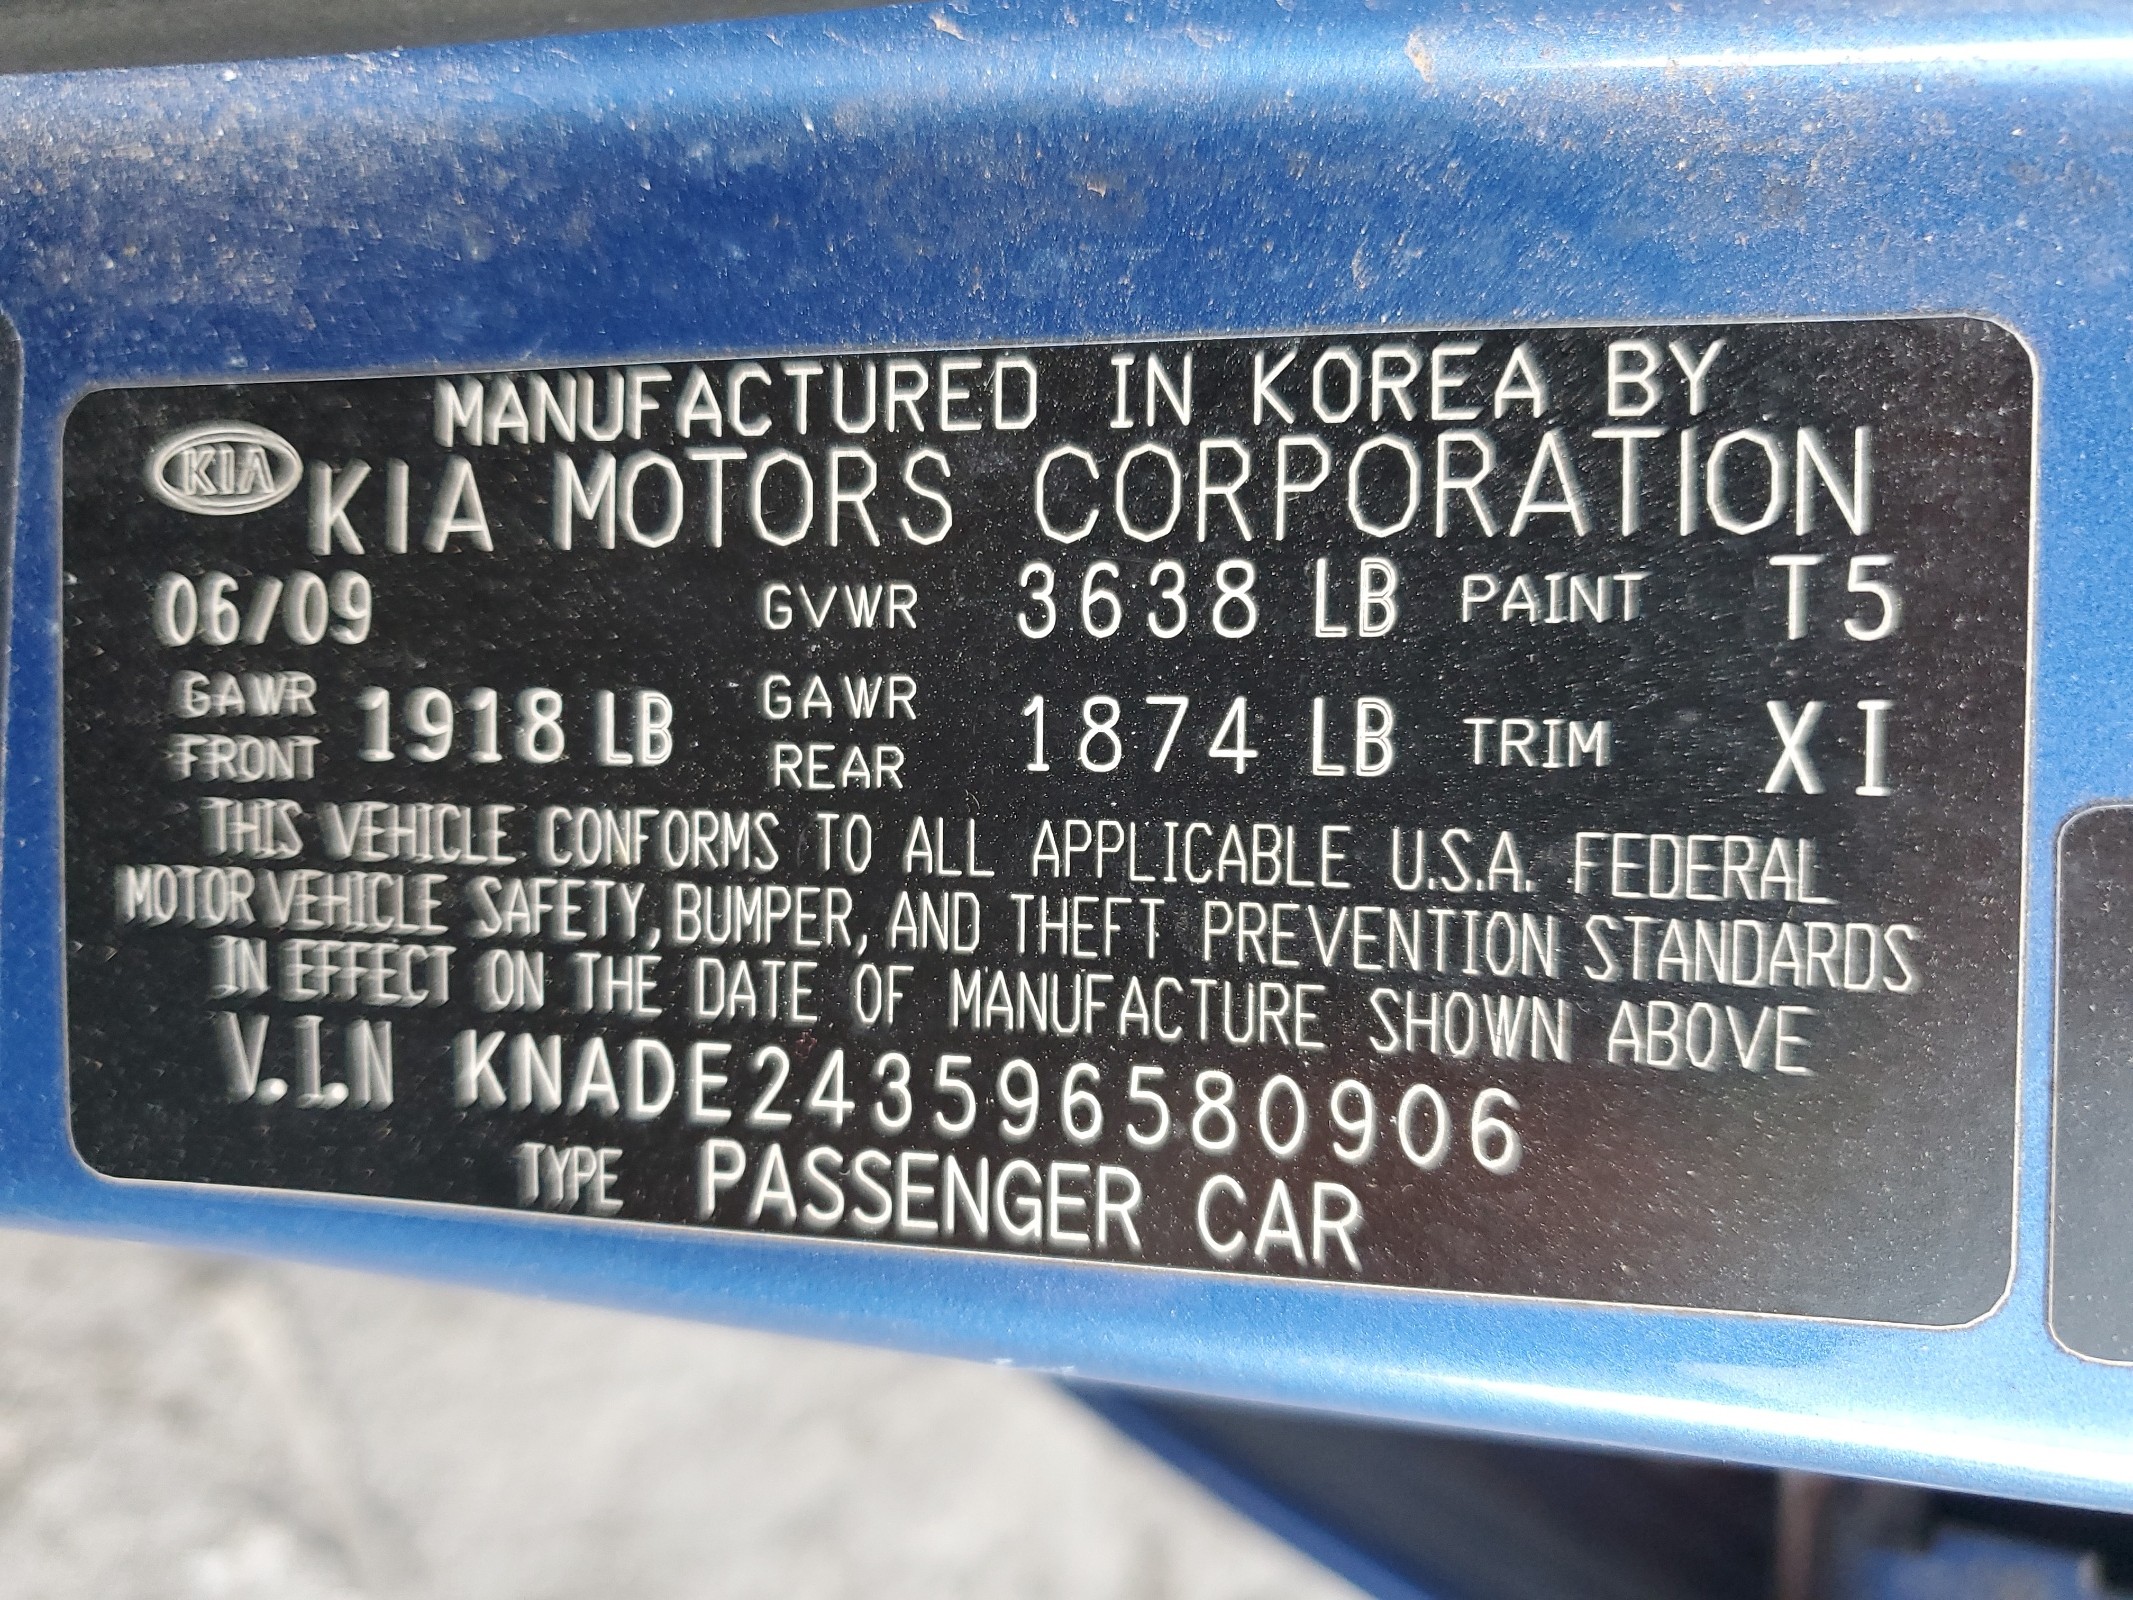 MANUFACTURED IN KOREA BY
KIA KIA MOTORS CORPORATION
06/09 GVWR 3638 LB PAINT T5
GAWR FRONT 1918 LB GAWR REAR 1874 LB TRIM XI
THIS VEHICLE CONFORMS TO ALL APPLICABLE U.S.A. FEDERAL
MOTOR VEHICLE SAFETY, BUMPER, AND THEFT PREVENTION STANDARDS
IN EFFECT ON THE DATE OF MANUFACTURE SHOWN ABOVE
V.I.N KNADE243596580906
TYPE PASSENGER CAR